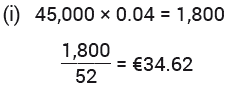 (i) 45,000 × 0.04 = 1,800
1,800
52
= €34.62